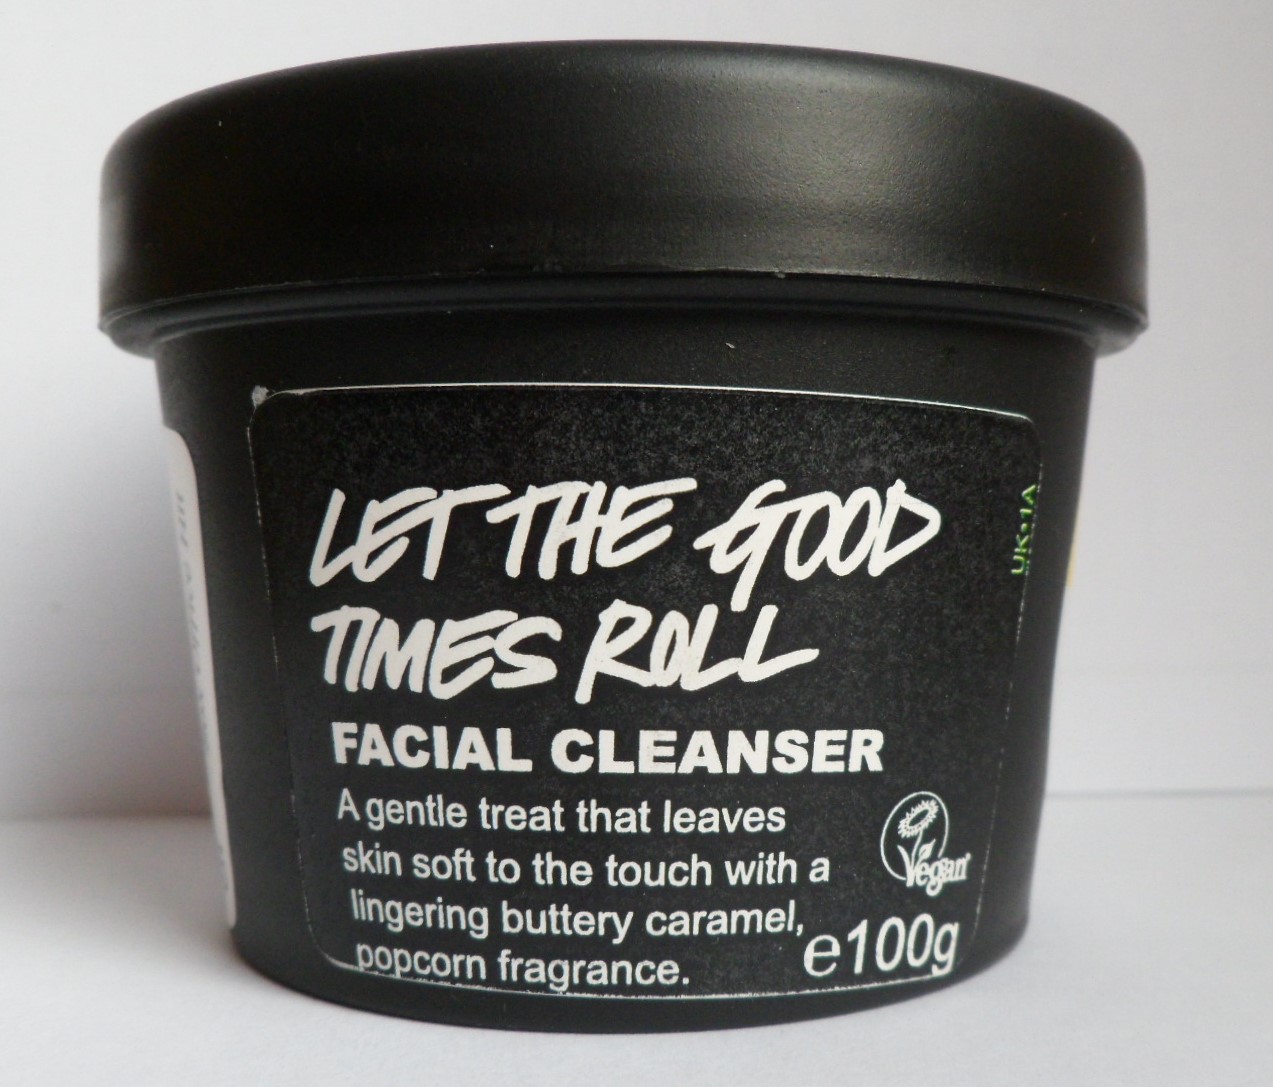 LET THE GOOD
TIMES ROLL
FACIAL CLEANSER
A gentle treat that leaves
skin soft to the touch with a
lingering buttery caramel,
popcorn fragrance.
Vegan
e100g
UK:1A